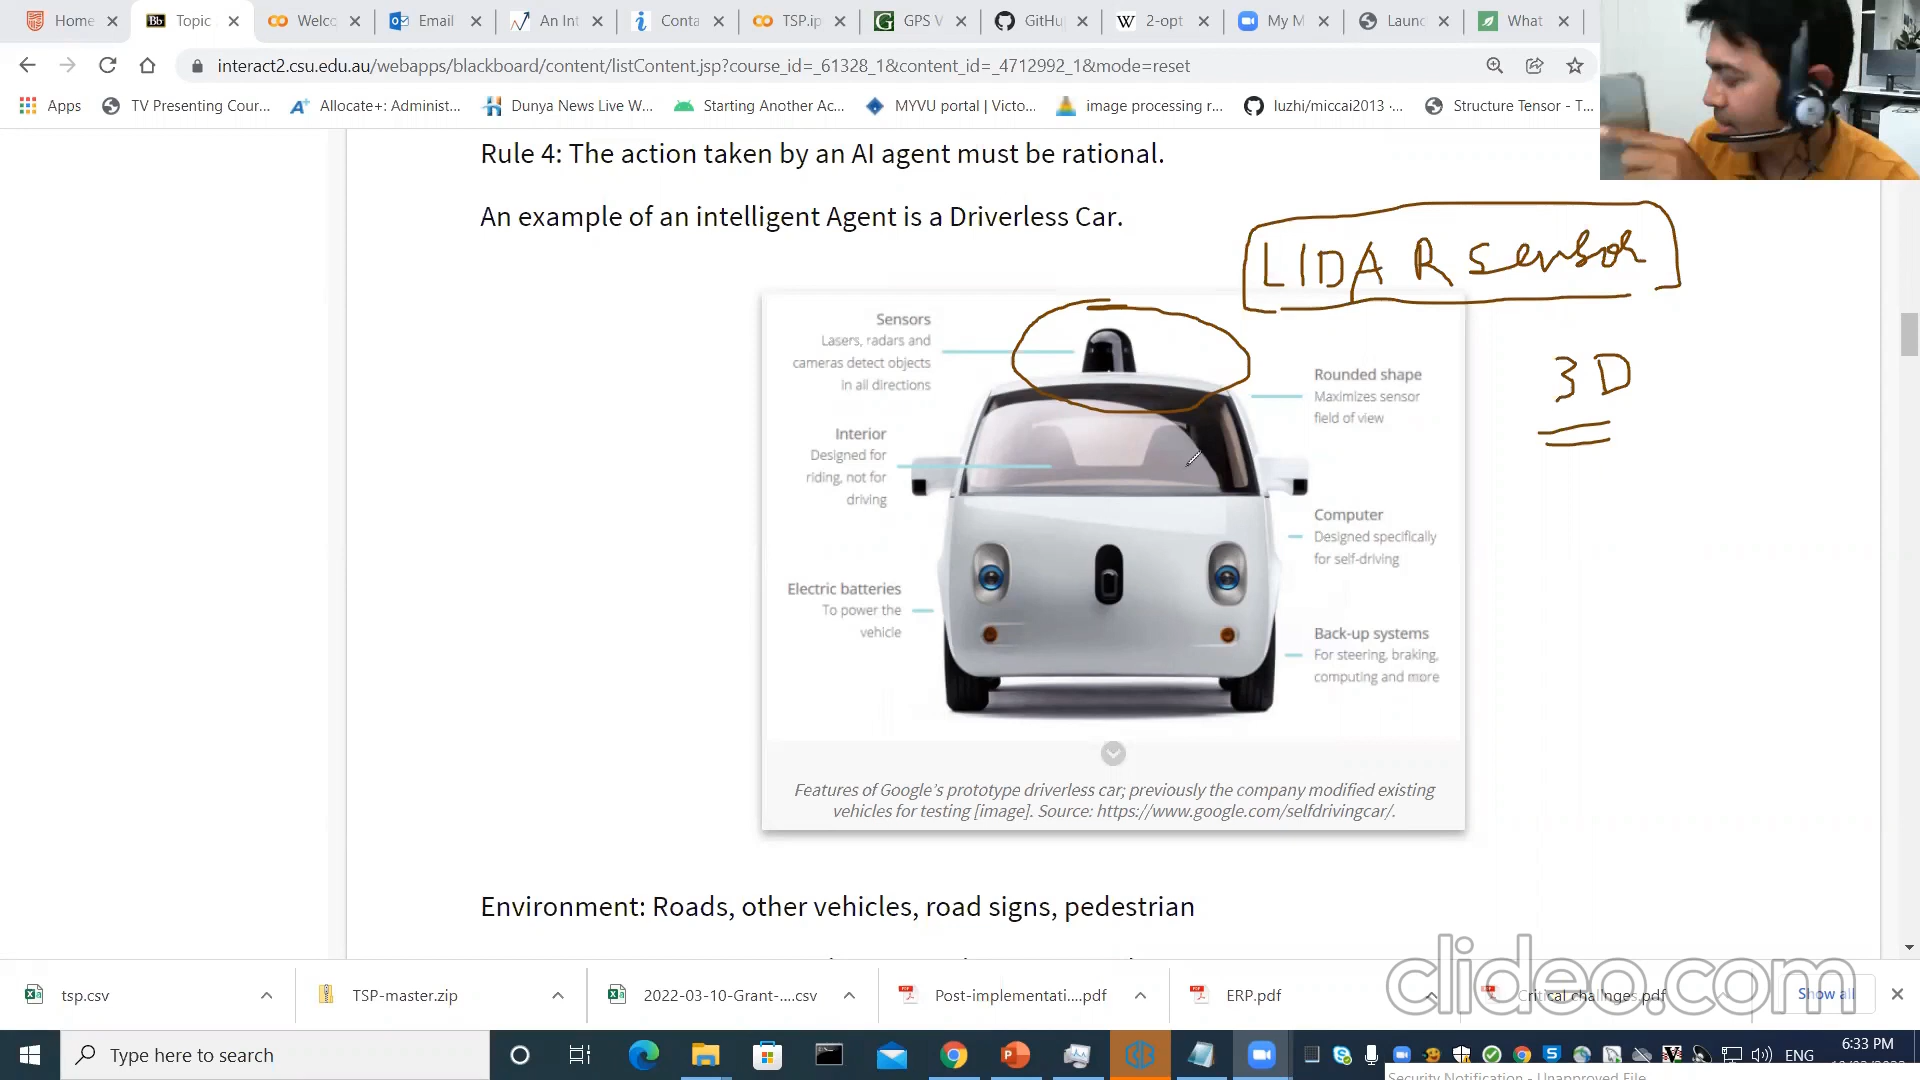 Home
Topic
Welco
Email
An Int
Conta
TSP.ip
GPS V
GitHu
2-opt
My M
Launc
What
interact2.csu.edu.au/webapps/blackboard/content/listContent.jsp?course_id=_61328_1&content_id=_4712992_1&mode=reset
Apps
TV Presenting Cour...
Allocate+: Administ...
Dunya News Live W...
Starting Another Ac...
MYVU portal | Victo...
image processing r...
luzhi/miccai2013 ·...
Structure Tensor - T...
Rule 4: The action taken by an AI agent must be rational.
An example of an intelligent Agent is a Driverless Car.
LIDAR sensor
3D
Sensors
Lasers, radars and
cameras detect objects
in all directions
Rounded shape
Maximizes sensor
field of view
Interior
Designed for
riding, not for
driving
Computer
Designed specifically
for self-driving
Electric batteries
To power the
vehicle
Back-up systems
For steering, braking,
computing and more
Features of Google's prototype driverless car; previously the company modified existing
vehicles for testing [image]. Source: https://www.google.com/selfdrivingcar/.
Environment: Roads, other vehicles, road signs, pedestrian
clideo.com
tsp.csv
TSP-master.zip
2022-03-10-Grant-....csv
Post-implementati....pdf
ERP.pdf
Critical challnges.pdf
Show all
Type here to search
ENG
6:33 PM
Security Notification - Unapproved File